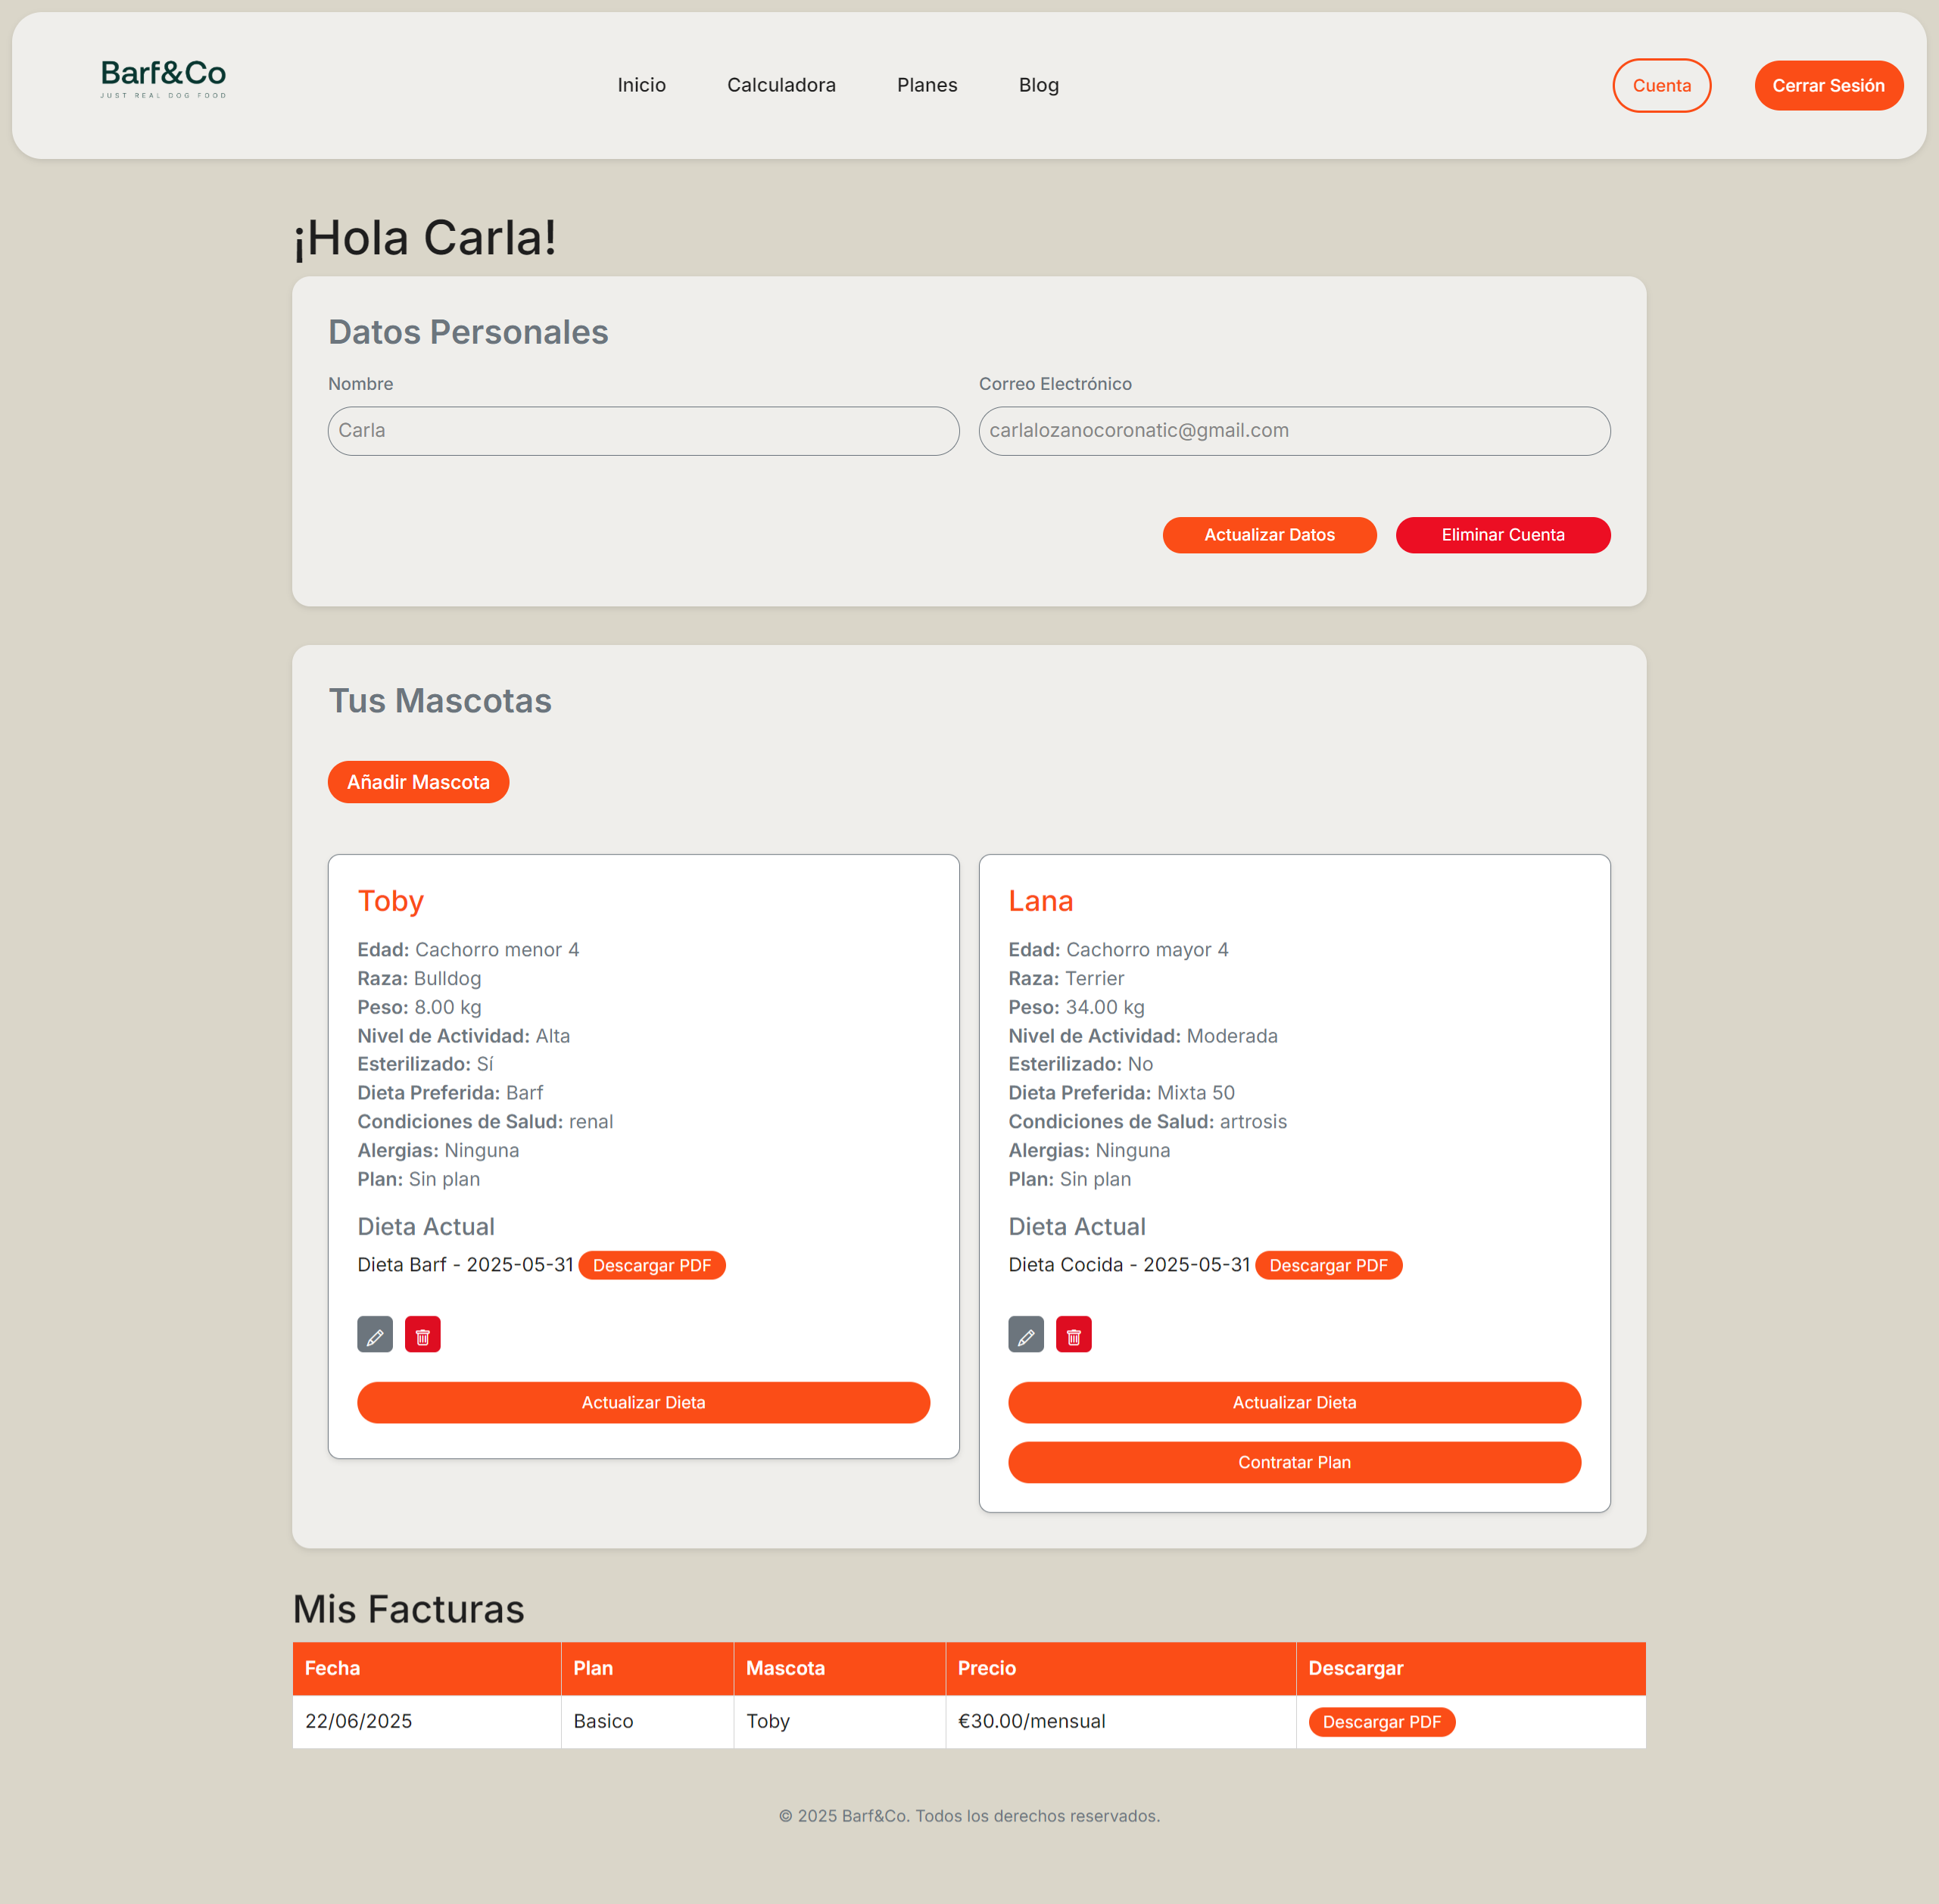 Barf&Co
JUST REAL DOG FOOD
Inicio
Calculadora
Planes
Blog
Cuenta
Cerrar Sesión
¡Hola Carla!
Datos Personales
Nombre
Correo Electrónico
Carla
carlalozanocoronatic@gmail.com
Actualizar Datos
Eliminar Cuenta
Tus Mascotas
Añadir Mascota
Toby
Edad: Cachorro menor 4
Raza: Bulldog
Peso: 8.00 kg
Nivel de Actividad: Alta
Esterilizado: Sí
Dieta Preferida: Barf
Condiciones de Salud: renal
Alergias: Ninguna
Plan: Sin plan
Dieta Actual
Dieta Barf - 2025-05-31 Descargar PDF
Actualizar Dieta
Lana
Edad: Cachorro mayor 4
Raza: Terrier
Peso: 34.00 kg
Nivel de Actividad: Moderada
Esterilizado: No
Dieta Preferida: Mixta 50
Condiciones de Salud: artrosis
Alergias: Ninguna
Plan: Sin plan
Dieta Actual
Dieta Cocida - 2025-05-31 Descargar PDF
Actualizar Dieta
Contratar Plan
Mis Facturas
Fecha Plan Mascota Precio Descargar
22/06/2025 Basico Toby €30.00/mensual Descargar PDF
© 2025 Barf&Co. Todos los derechos reservados.